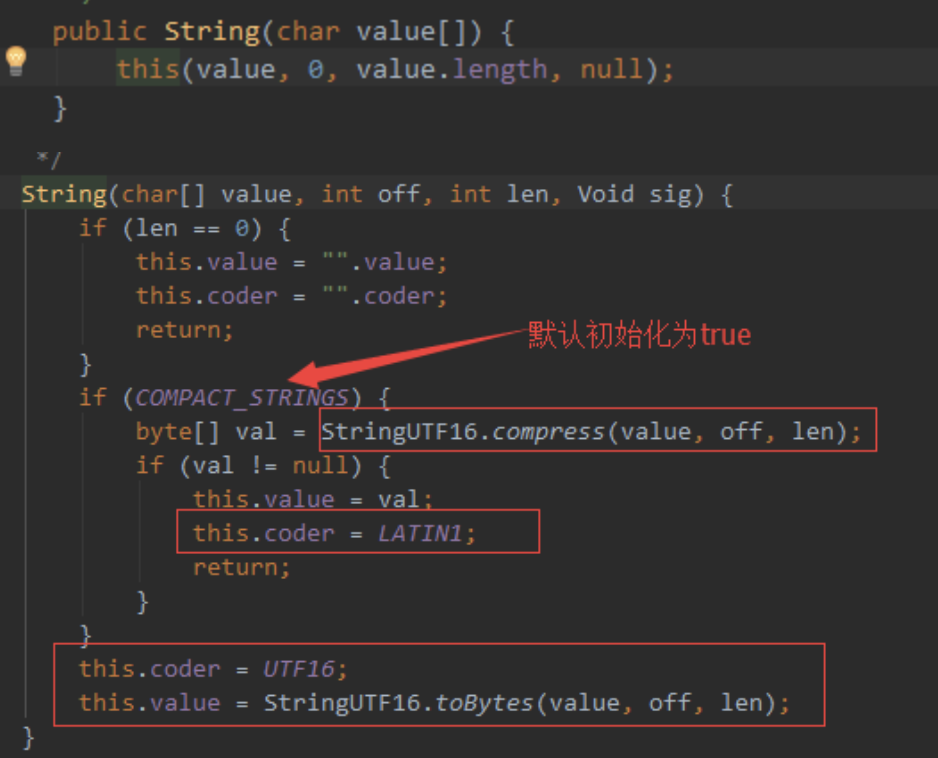 public String(char value[]) {
this(value, 0, value.length, null);
}
*/
String(char[] value, int off, int len, Void sig) {
if (len == 0) {
this.value = "".value;
this.coder = "".coder;
return;
默认初始化为true
}
if (COMPACT_STRINGS) {
byte[] val = StringUTF16.compress(value, off, len);
if (val != null) {
this.value = val;
this.coder = LATIN1;
return;
}
}
this.coder = UTF16;
this.value = StringUTF16.toBytes(value, off, len);
}